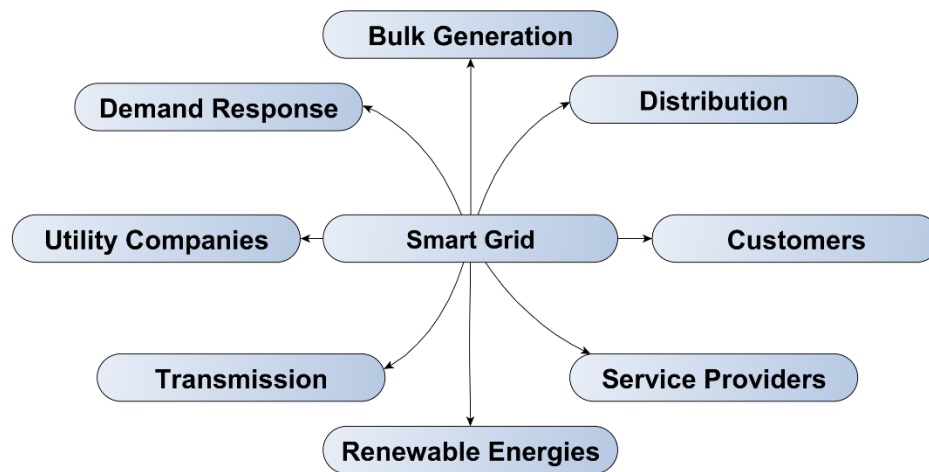 Bulk Generation
Demand Response
Distribution
Utility Companies
Smart Grid
Customers
Transmission
Service Providers
Renewable Energies